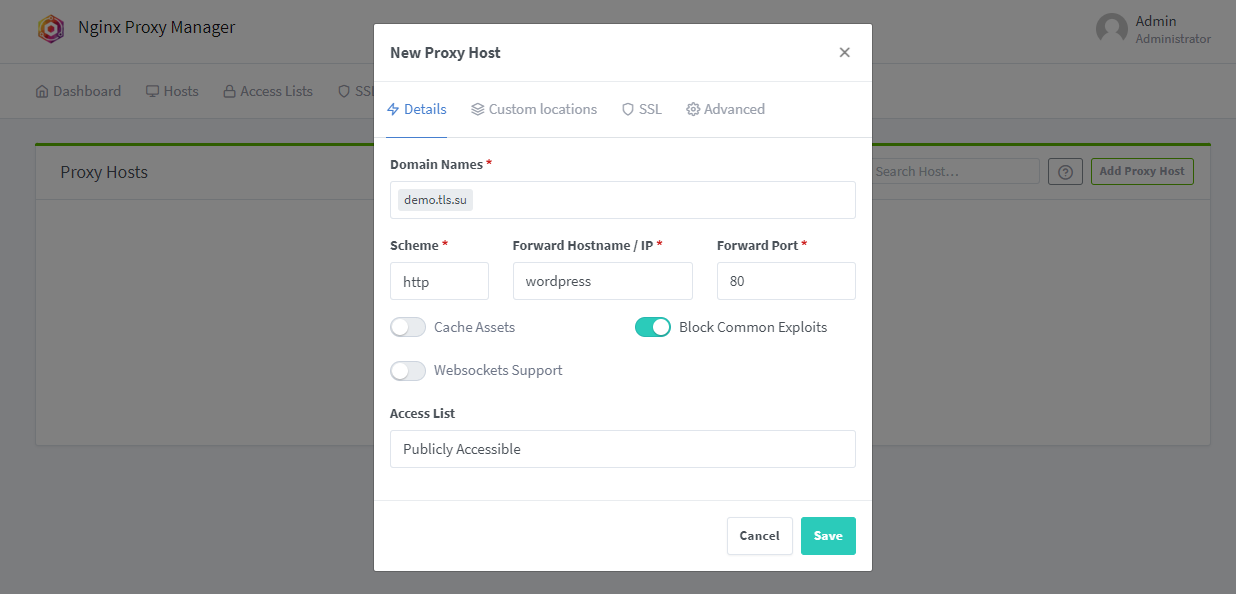 Nginx Proxy Manager
Admin
Administrator
Dashboard Hosts Access Lists SSL
Proxy Hosts
Search Host…
Add Proxy Host
New Proxy Host
Details Custom locations SSL Advanced
Domain Names *
demo.tls.su
Scheme * Forward Hostname / IP * Forward Port *
http wordpress 80
Cache Assets Block Common Exploits
Websockets Support
Access List
Publicly Accessible
Cancel Save